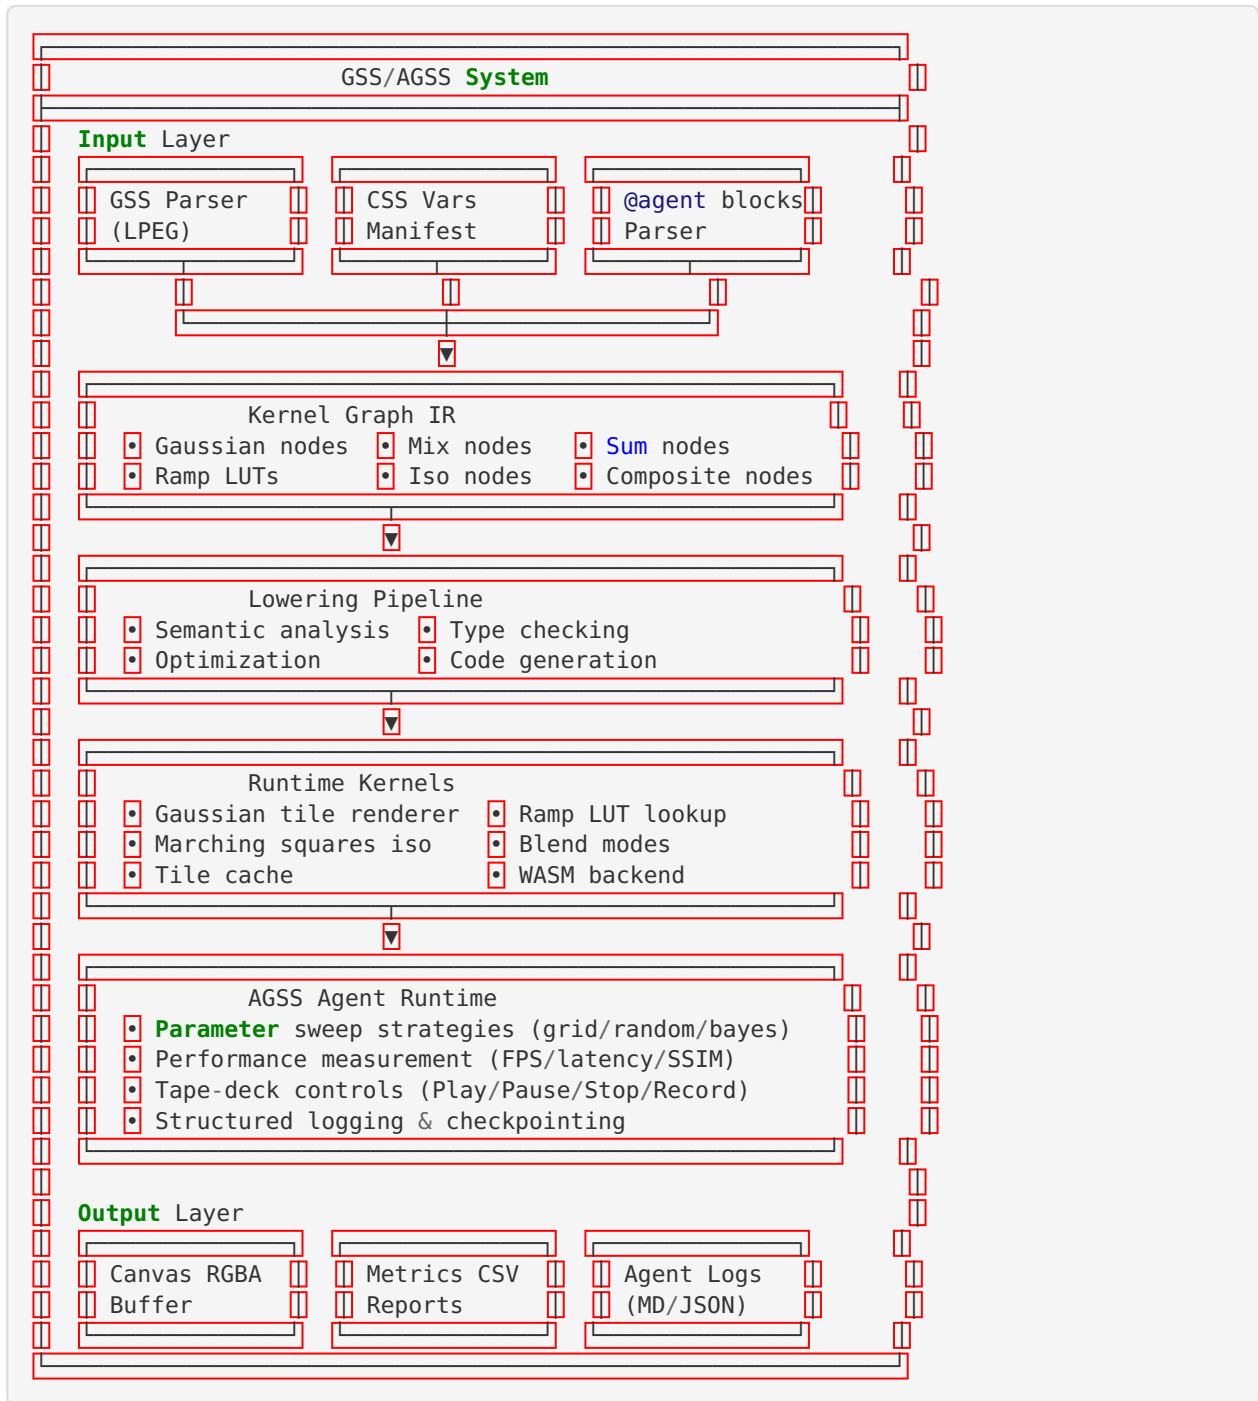 GSS/AGSS System
Input Layer
GSS Parser CSS Vars @agent blocks
(LPEG) Manifest Parser
▼
Kernel Graph IR
• Gaussian nodes • Mix nodes • Sum nodes
• Ramp LUTs • Iso nodes • Composite nodes
▼
Lowering Pipeline
• Semantic analysis • Type checking
• Optimization • Code generation
▼
Runtime Kernels
• Gaussian tile renderer • Ramp LUT lookup
• Marching squares iso • Blend modes
• Tile cache • WASM backend
▼
AGSS Agent Runtime
• Parameter sweep strategies (grid/random/bayes)
• Performance measurement (FPS/latency/SSIM)
• Tape-deck controls (Play/Pause/Stop/Record)
• Structured logging & checkpointing
Output Layer
Canvas RGBA Metrics CSV Agent Logs
Buffer Reports (MD/JSON)